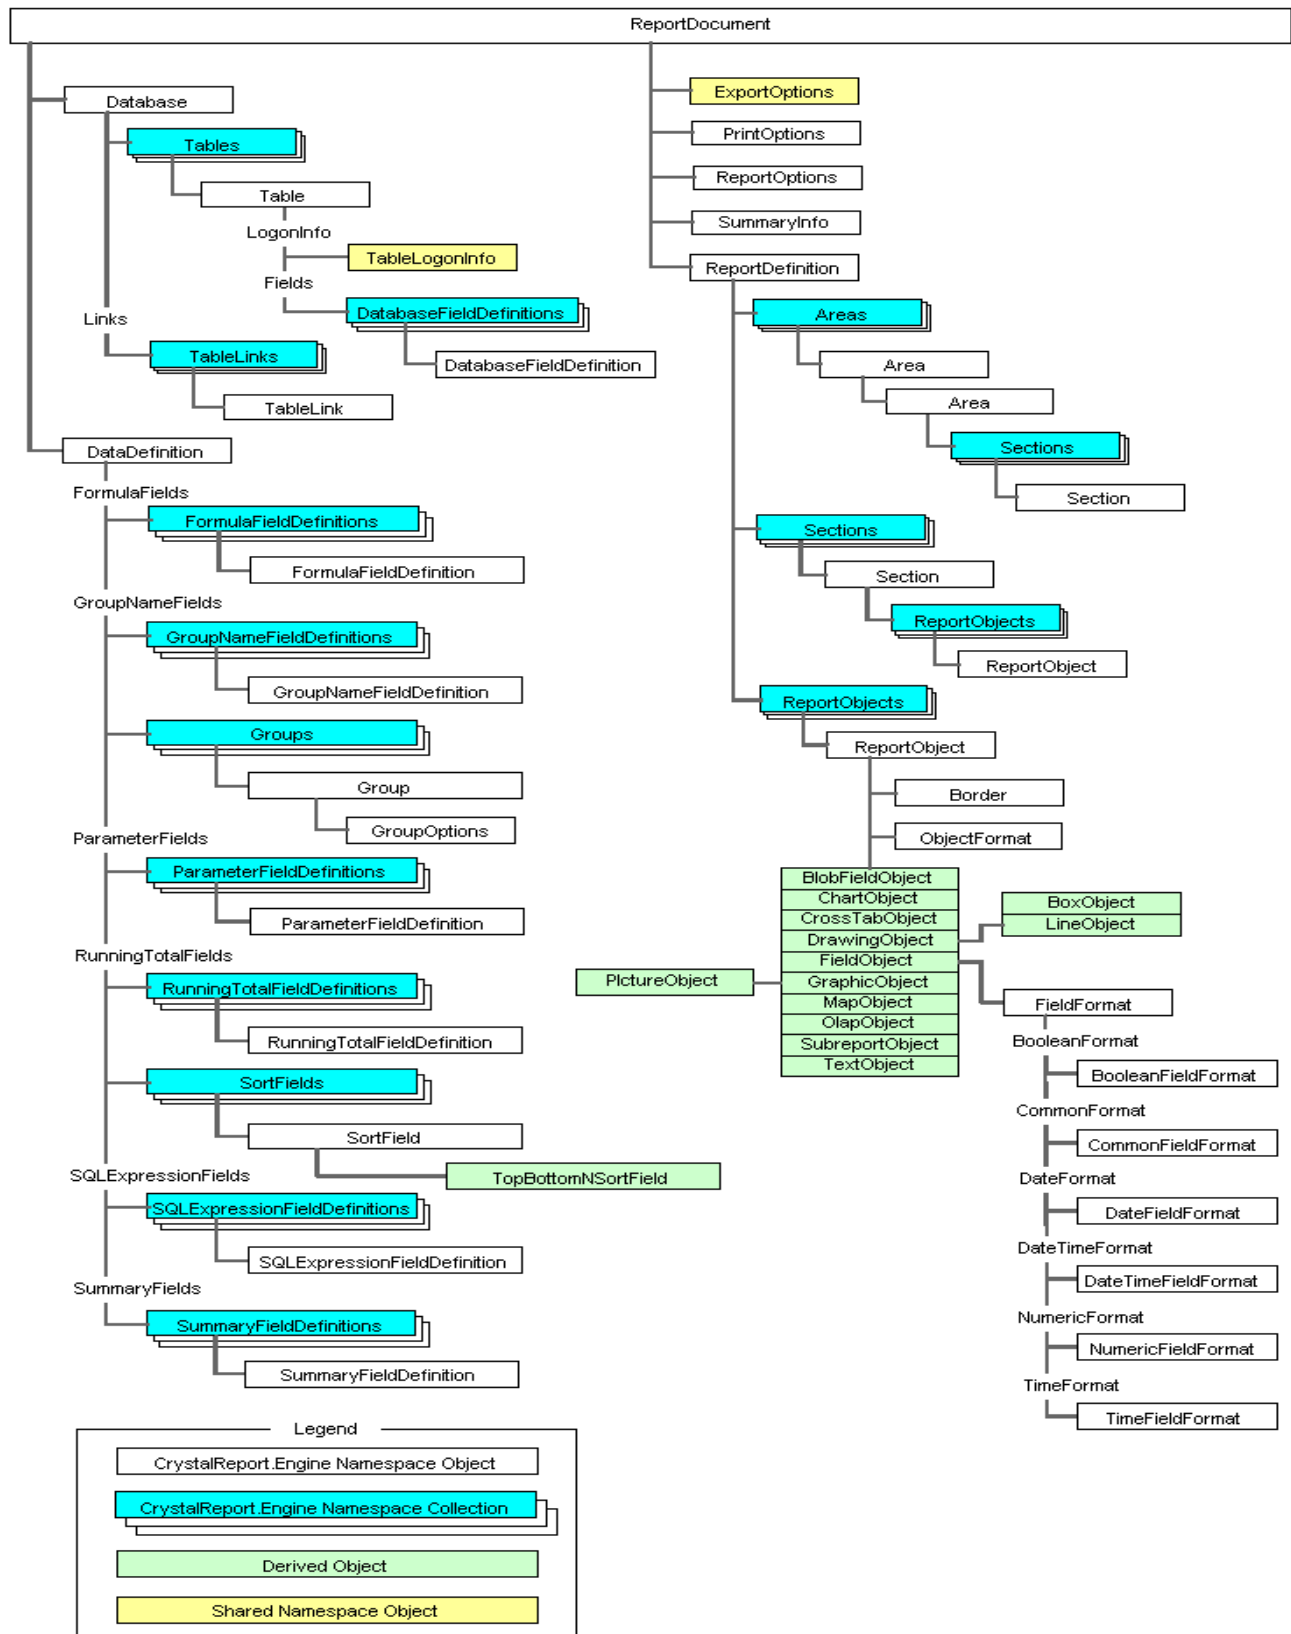 ReportDocument
Database
Tables
Table
LogonInfo
TableLogonInfo
Fields
DatabaseFieldDefinitions
DatabaseFieldDefinition
Links
TableLinks
TableLink
DataDefinition
FormulaFields
FormulaFieldDefinitions
FormulaFieldDefinition
GroupNameFields
GroupNameFieldDefinitions
GroupNameFieldDefinition
Groups
Group
GroupOptions
ParameterFields
ParameterFieldDefinitions
ParameterFieldDefinition
RunningTotalFields
RunningTotalFieldDefinitions
RunningTotalFieldDefinition
SortFields
SortField
TopBottomNSortField
SQLExpressionFields
SQLExpressionFieldDefinitions
SQLExpressionFieldDefinition
SummaryFields
SummaryFieldDefinitions
SummaryFieldDefinition
ExportOptions
PrintOptions
ReportOptions
SummaryInfo
ReportDefinition
Areas
Area
Area
Sections
Section
Sections
Section
ReportObjects
ReportObject
ReportObjects
ReportObject
Border
ObjectFormat
BlobFieldObject
ChartObject
CrossTabObject
DrawingObject
FieldObject
GraphicObject
MapObject
OlapObject
SubreportObject
TextObject
BoxObject
LineObject
PIctureObject
FieldFormat
BooleanFormat
BooleanFieldFormat
CommonFormat
CommonFieldFormat
DateFormat
DateFieldFormat
DateTimeFormat
DateTimeFieldFormat
NumericFormat
NumericFieldFormat
TimeFormat
TimeFieldFormat
Legend
CrystalReport.Engine Namespace Object
CrystalReport.Engine Namespace Collection
Derived Object
Shared Namespace Object